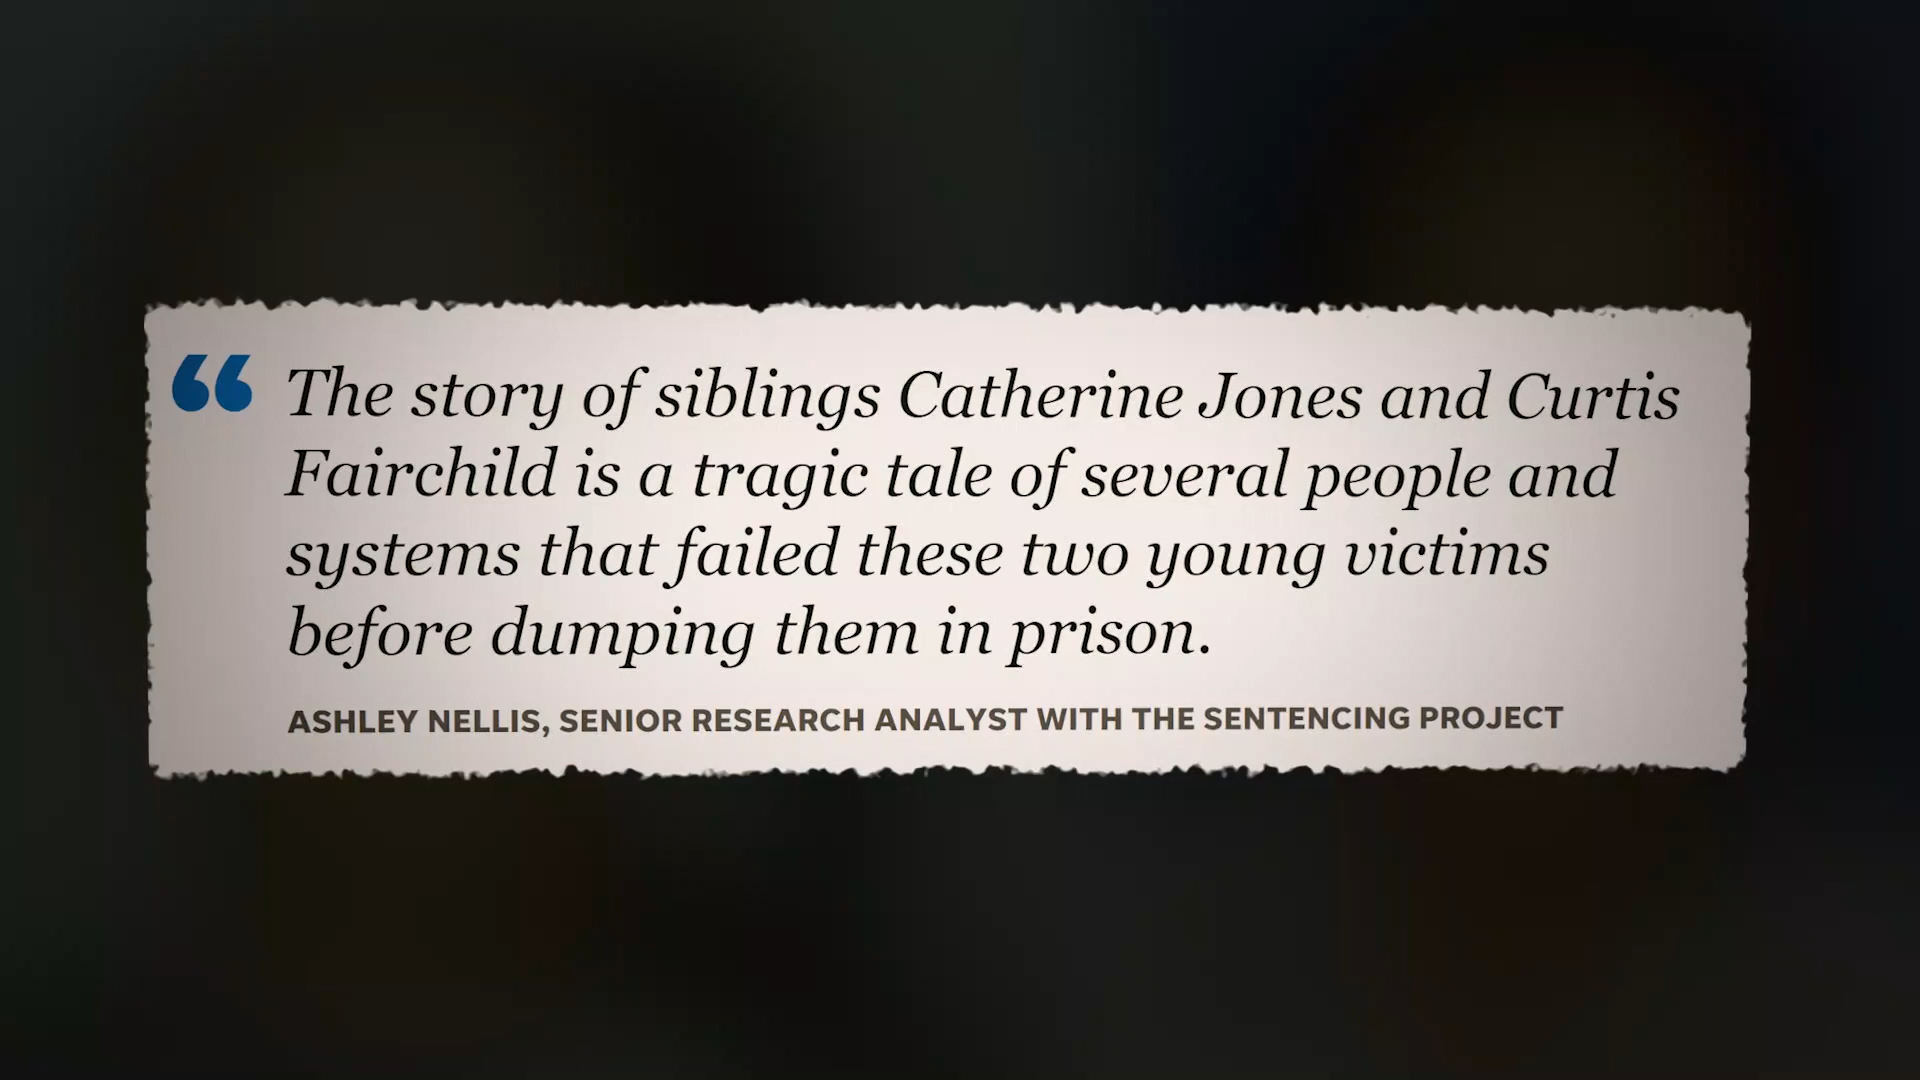 “ The story of siblings Catherine Jones and Curtis
Fairchild is a tragic tale of several people and
systems that failed these two young victims
before dumping them in prison.
ASHLEY NELLIS, SENIOR RESEARCH ANALYST WITH THE SENTENCING PROJECT